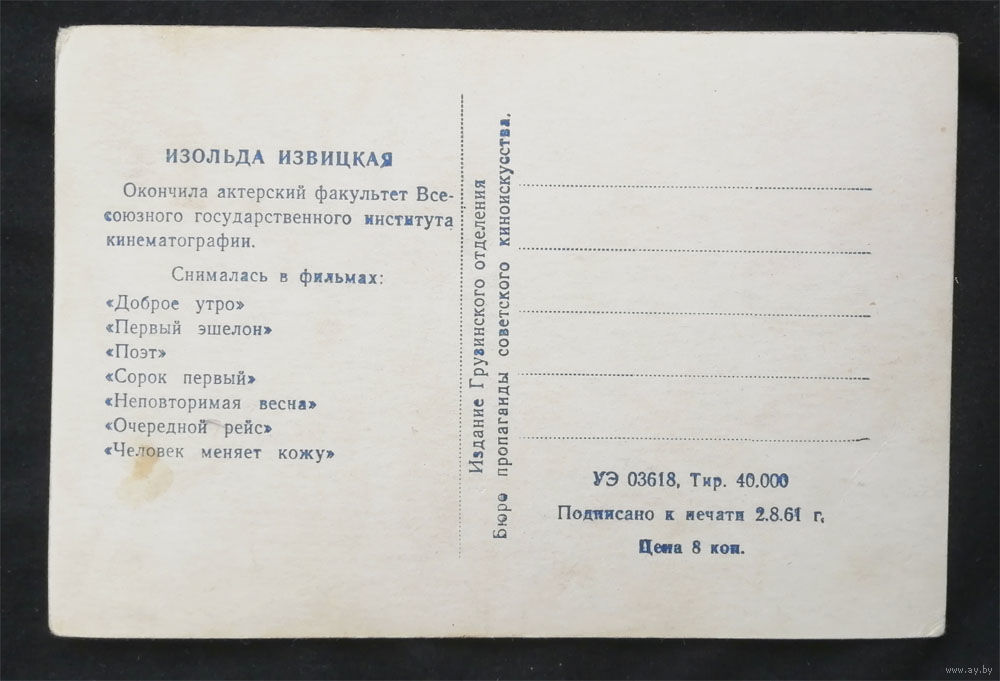 ИЗОЛЬДА ИЗВИЦКАЯ
Окончила актерский факультет Все-
союзного государственного института
кинематографии.
Снималась в фильмах:
«Доброе утро»
«Первый эшелон»
«Поэт»
«Сорок первый»
«Неповторимая весна»
«Очередной рейс»
«Человек меняет кожу»
Издание Грузинского отделения
Бюро пропаганды советского киноискусства.
УЭ 03618, Тир. 40.000
Подписано к печати 2.8.61 г.
Цена 8 коп.
www.ay.by